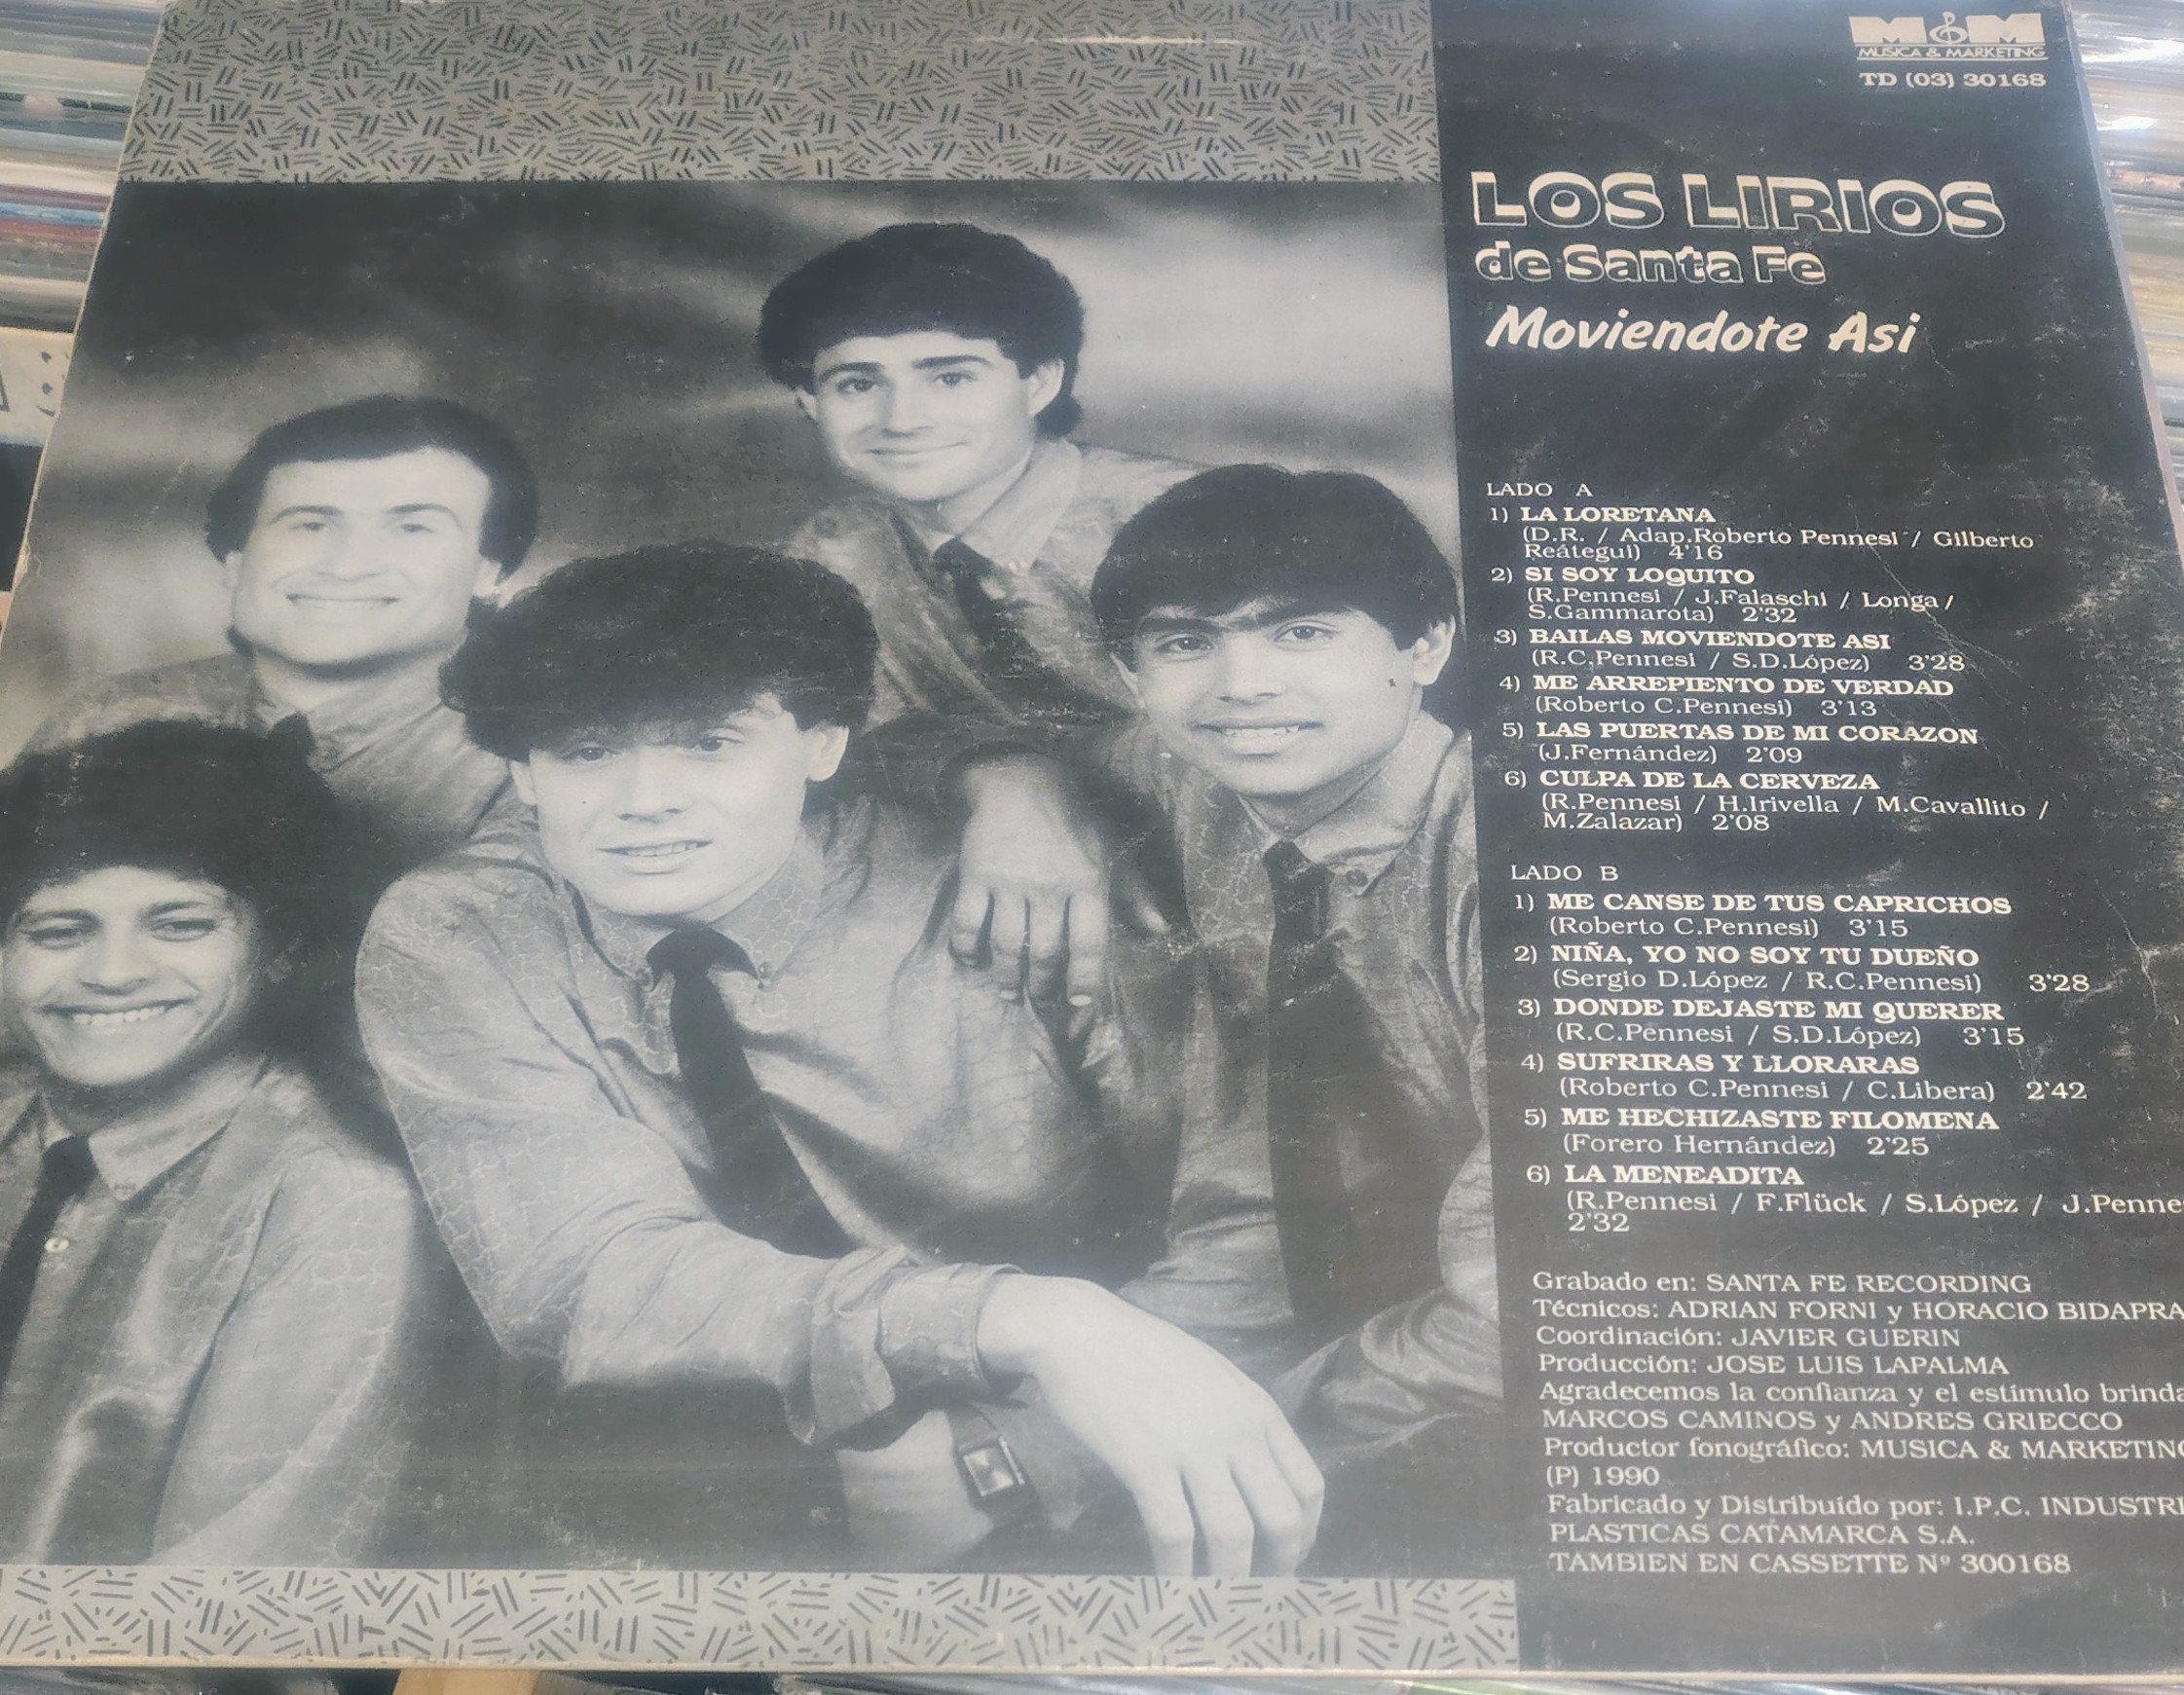 M&M
MUSICA & MARKETING
TD (03) 30168
LOS LIRIOS
de Santa Fe
Moviendote Asi
LADO A
1) LA LORETANA
(D.R. / Adap.Roberto Pennesi / Gilberto
Reátegui) 4'16
2) SI SOY LOQUITO
(R.Pennesi / J.Falaschi / Longa /
S.Gammarota) 2'32
3) BAILAS MOVIENDOTE ASI
(R.C.Pennesi / S.D.López) 3'28
4) ME ARREPIENTO DE VERDAD
(Roberto C.Pennesi) 3'13
5) LAS PUERTAS DE MI CORAZON
(J.Fernández) 2'09
6) CULPA DE LA CERVEZA
(R.Pennesi / H.Irivella / M.Cavallito /
M.Zalazar) 2'08
LADO B
1) ME CANSE DE TUS CAPRICHOS
(Roberto C.Pennesi) 3'15
2) NIÑA, YO NO SOY TU DUEÑO
(Sergio D.López / R.C.Pennesi) 3'28
3) DONDE DEJASTE MI QUERER
(R.C.Pennesi / S.D.López) 3'15
4) SUFRIRAS Y LLORARAS
(Roberto C.Pennesi / C.Libera) 2'42
5) ME HECHIZASTE FILOMENA
(Forero Hernández) 2'25
6) LA MENEADITA
(R.Pennesi / F.Flück / S.López / J.Penne
2'32
Grabado en: SANTA FE RECORDING
Técnicos: ADRIAN FORNI y HORACIO BIDAPRA
Coordinación: JAVIER GUERIN
Producción: JOSE LUIS LAPALMA
Agradecemos la confianza y el estímulo brinda
MARCOS CAMINOS y ANDRES GRIECCO
Productor fonográfico: MUSICA & MARKETING
(P) 1990
Fabricado y Distribuído por: I.P.C. INDUSTRI
PLASTICAS CATAMARCA S.A.
TAMBIEN EN CASSETTE Nº 300168